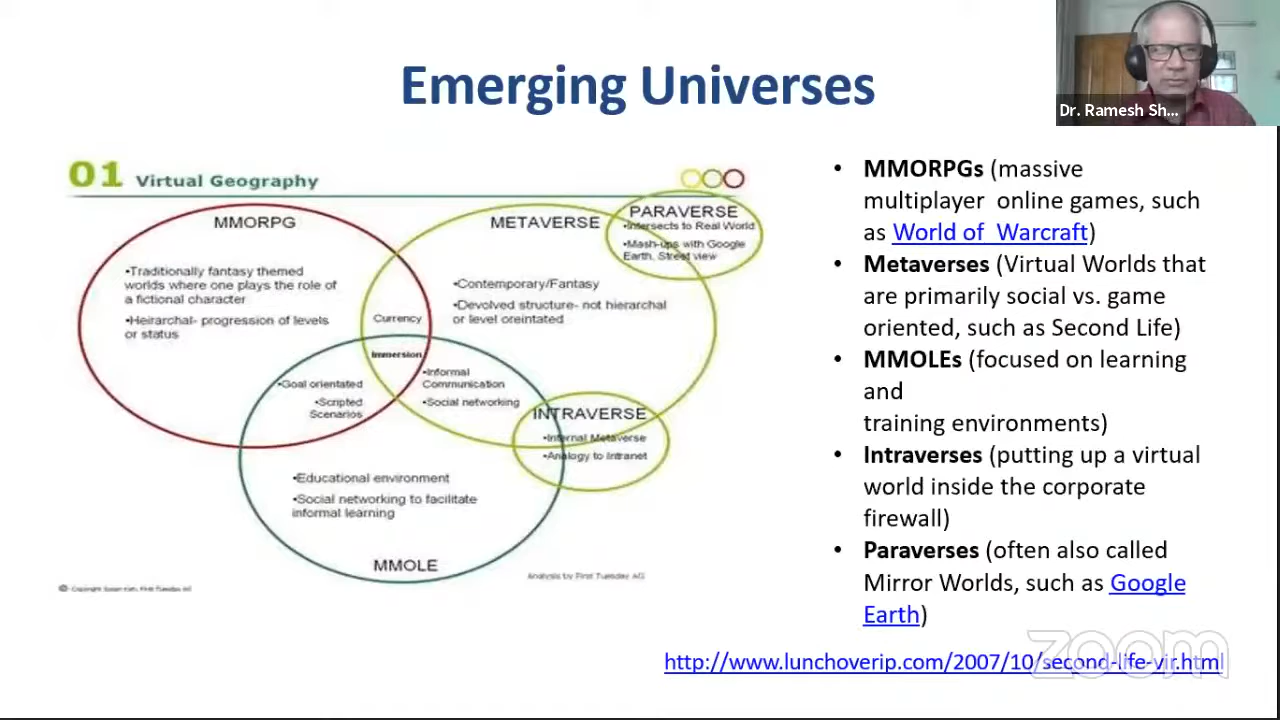 Emerging Universes
Dr. Ramesh Sh...
01 Virtual Geography
MMORPG
•Traditionally fantasy themed
worlds where one plays the role of
a fictional character
•Heirarchal- progression of levels
or status
METAVERSE
•Contemporary/Fantasy
•Devolved structure- not hierarchal
or level oreintated
PARAVERSE
•Intersects to Real World
•Mash-ups with Google
Earth, Street view
Currency
Immersion
•Goal orientated
•Scripted
Scenarios
•Informal
Communication
•Social networking
INTRAVERSE
•Internal Metaverse
•Analogy to Intranet
•Educational environment
•Social networking to facilitate
informal learning
MMOLE
Analysis by First Tuesday AG
• MMORPGs (massive
multiplayer online games, such
as World of Warcraft)
• Metaverses (Virtual Worlds that
are primarily social vs. game
oriented, such as Second Life)
• MMOLEs (focused on learning
and
training environments)
• Intraverses (putting up a virtual
world inside the corporate
firewall)
• Paraverses (often also called
Mirror Worlds, such as Google
Earth)
http://www.lunchoverip.com/2007/10/second-life-vir.html
zoom